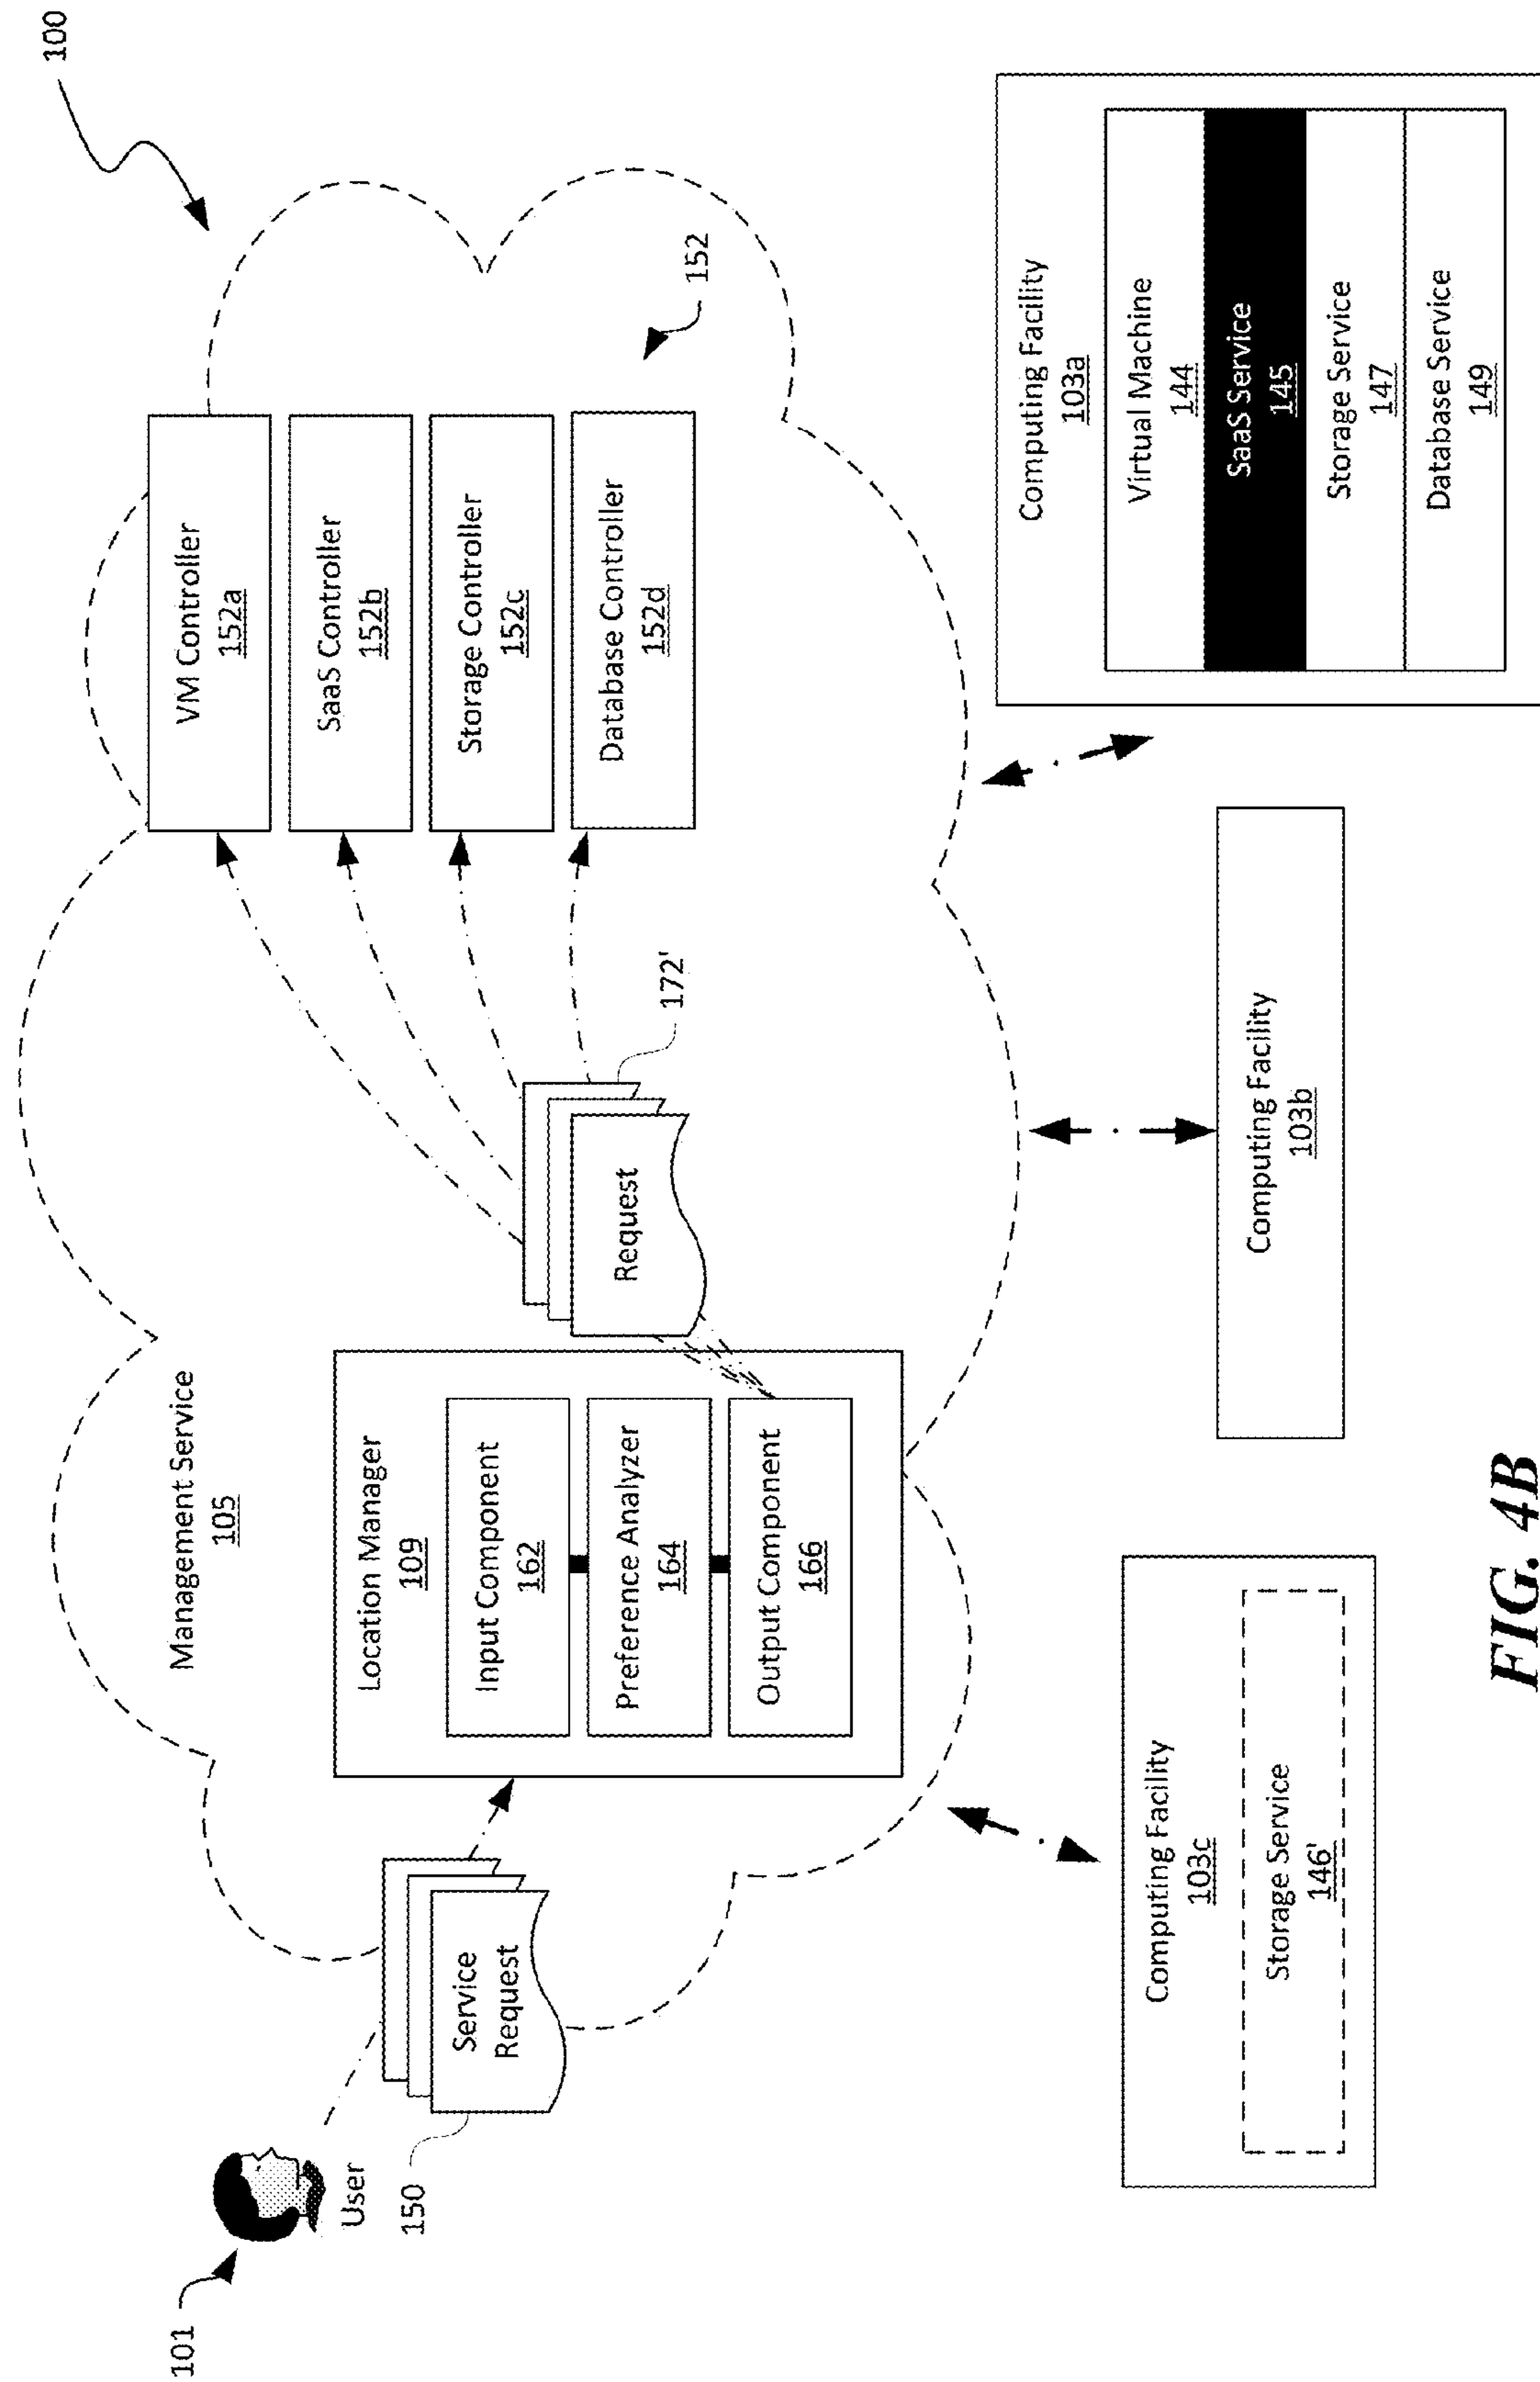 100
Management Service
105
VM Controller
152a
SaaS Controller
152b
Storage Controller
152c
Database Controller
152d
152
Location Manager
109
Input Component
162
Preference Analyzer
164
Output Component
166
Request
172'
101
User
150
Service
Request
Computing Facility
103c
Storage Service
146'
Computing Facility
103b
Computing Facility
103a
Virtual Machine
144
SaaS Service
145
Storage Service
147
Database Service
149
FIG. 4B